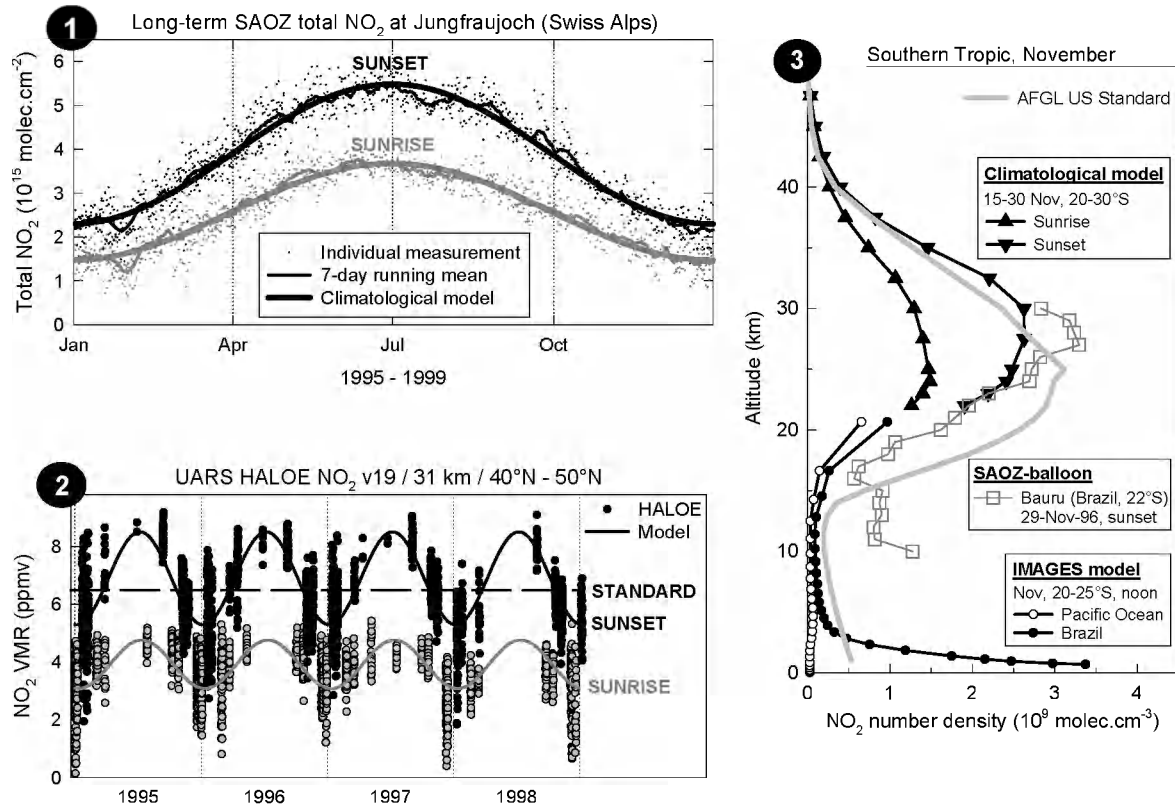 1
Long-term SAOZ total NO₂ at Jungfraujoch (Swiss Alps)
Total NO₂ (10¹⁵ molec.cm⁻²)
6
5
4
3
2
1
0
SUNSET
SUNRISE
Individual measurement
7-day running mean
Climatological model
Jan
Apr
Jul
Oct
1995 - 1999
2
UARS HALOE NO₂ v19 / 31 km / 40°N - 50°N
NO₂ VMR (ppmv)
8
6
4
2
0
HALOE
Model
STANDARD
SUNSET
SUNRISE
1995
1996
1997
1998
3
Southern Tropic, November
AFGL US Standard
Climatological model
15-30 Nov, 20-30°S
Sunrise
Sunset
Altitude (km)
40
30
20
10
0
SAOZ-balloon
Bauru (Brazil, 22°S)
29-Nov-96, sunset
IMAGES model
Nov, 20-25°S, noon
Pacific Ocean
Brazil
0
1
2
3
4
NO₂ number density (10⁹ molec.cm⁻³)